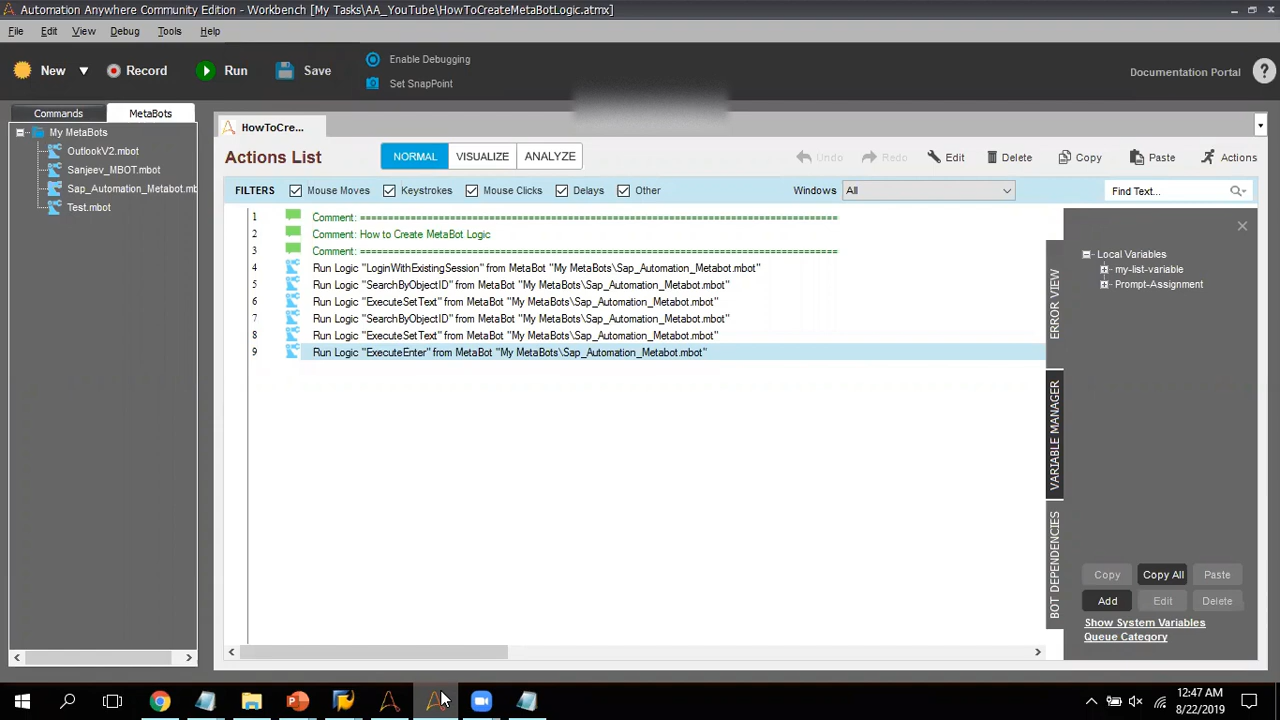 Automation Anywhere Community Edition - Workbench [My Tasks\AA_YouTube\HowToCreateMetaBotLogic.atmx]
File Edit View Debug Tools Help
New Record Run Save
Enable Debugging
Set SnapPoint
Documentation Portal ?
Commands MetaBots
My MetaBots
OutlookV2.mbot
Sanjeev_MBOT.mbot
Sap_Automation_Metabot.mb
Test.mbot
HowToCre...
Actions List NORMAL VISUALIZE ANALYZE Undo Redo Edit Delete Copy Paste Actions
FILTERS Mouse Moves Keystrokes Mouse Clicks Delays Other Windows All Find Text...
1 Comment: =====================================================================================
2 Comment: How to Create MetaBot Logic
3 Comment: =====================================================================================
4 Run Logic "LoginWithExistingSession" from MetaBot "My MetaBots\Sap_Automation_Metabot.mbot"
5 Run Logic "SearchByObjectID" from MetaBot "My MetaBots\Sap_Automation_Metabot.mbot"
6 Run Logic "ExecuteSetText" from MetaBot "My MetaBots\Sap_Automation_Metabot.mbot"
7 Run Logic "SearchByObjectID" from MetaBot "My MetaBots\Sap_Automation_Metabot.mbot"
8 Run Logic "ExecuteSetText" from MetaBot "My MetaBots\Sap_Automation_Metabot.mbot"
9 Run Logic "ExecuteEnter" from MetaBot "My MetaBots\Sap_Automation_Metabot.mbot"
ERROR VIEW
VARIABLE MANAGER
BOT DEPENDENCIES
Local Variables
my-list-variable
Prompt-Assignment
Copy Copy All Paste
Add Edit Delete
Show System Variables
Queue Category
12:47 AM
8/22/2019